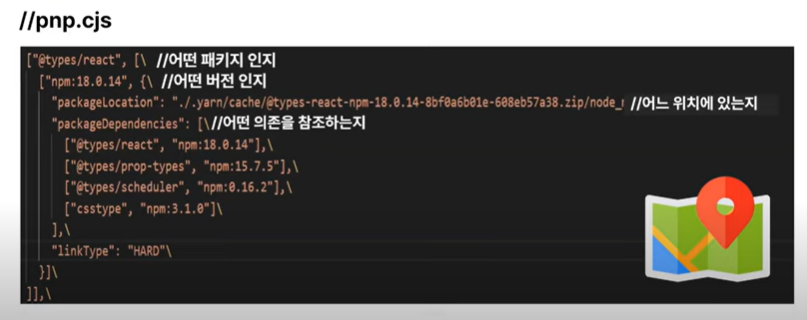 //pnp.cjs
["@types/react", [\ //어떤 패키지 인지
["npm:18.0.14", {\ //어떤 버전 인지
"packageLocation": "./.yarn/cache/@types-react-npm-18.0.14-8bf0a6b01e-608eb57a38.zip/node_ //어느 위치에 있는지
"packageDependencies": [\ //어떤 의존을 참조하는지
["@types/react", "npm:18.0.14"],\
["@types/prop-types", "npm:15.7.5"],\
["@types/scheduler", "npm:0.16.2"],\
["csstype", "npm:3.1.0"]\
],\
"linkType": "HARD"\
}]\
]],\